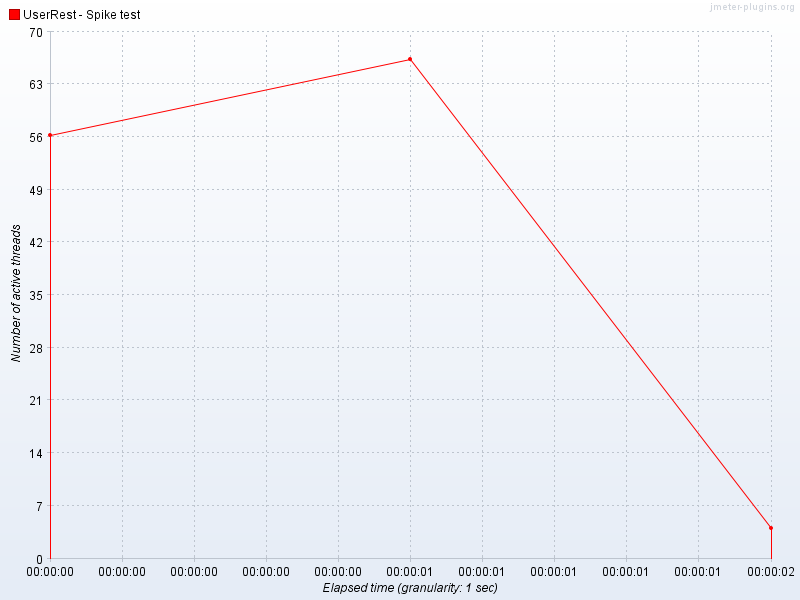 UserRest - Spike test
jmeter-plugins.org
70
63
56
49
42
35
28
21
14
7
0
Number of active threads
00:00:00 00:00:00 00:00:00 00:00:00 00:00:00 00:00:01 00:00:01 00:00:01 00:00:01 00:00:01 00:00:02
Elapsed time (granularity: 1 sec)